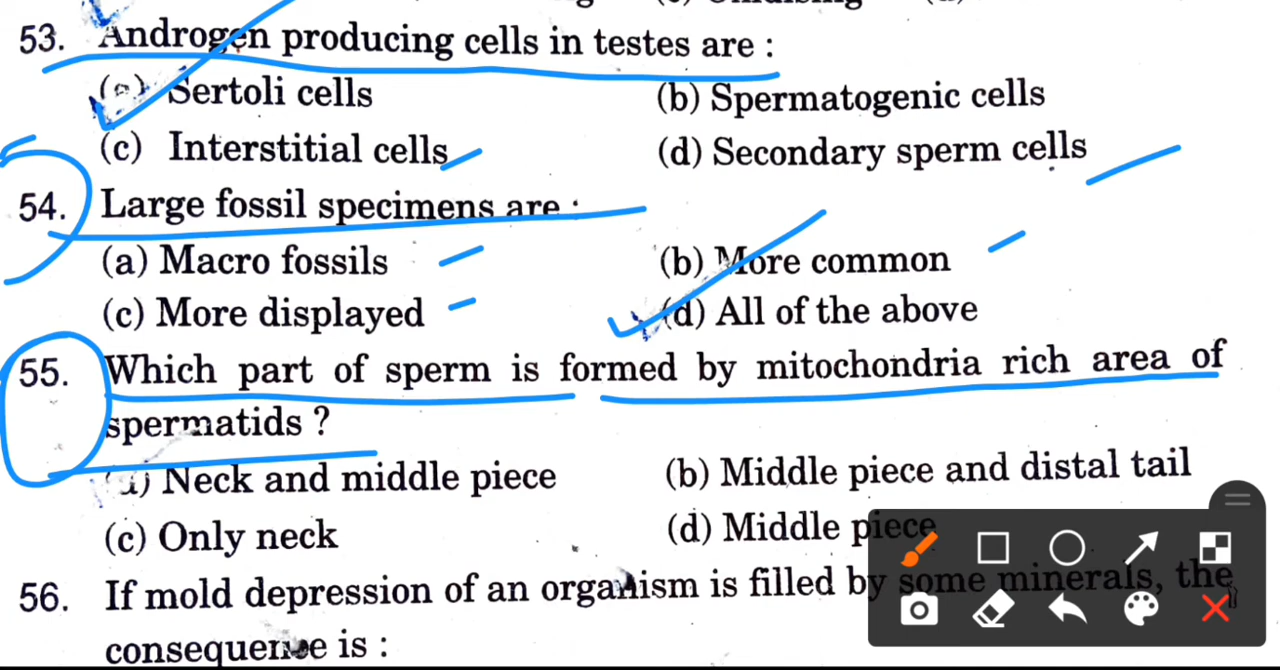 53. Androgen producing cells in testes are :
Sertoli cells (b) Spermatogenic cells
(c) Interstitial cells (d) Secondary sperm cells
54. Large fossil specimens are :
(a) Macro fossils (b) More common
(c) More displayed (d) All of the above
55. Which part of sperm is formed by mitochondria rich area of
spermatids ?
Neck and middle piece (b) Middle piece and distal tail
(c) Only neck (d) Middle piece
56. If mold depression of an organism is filled by some minerals, the
consequence is :